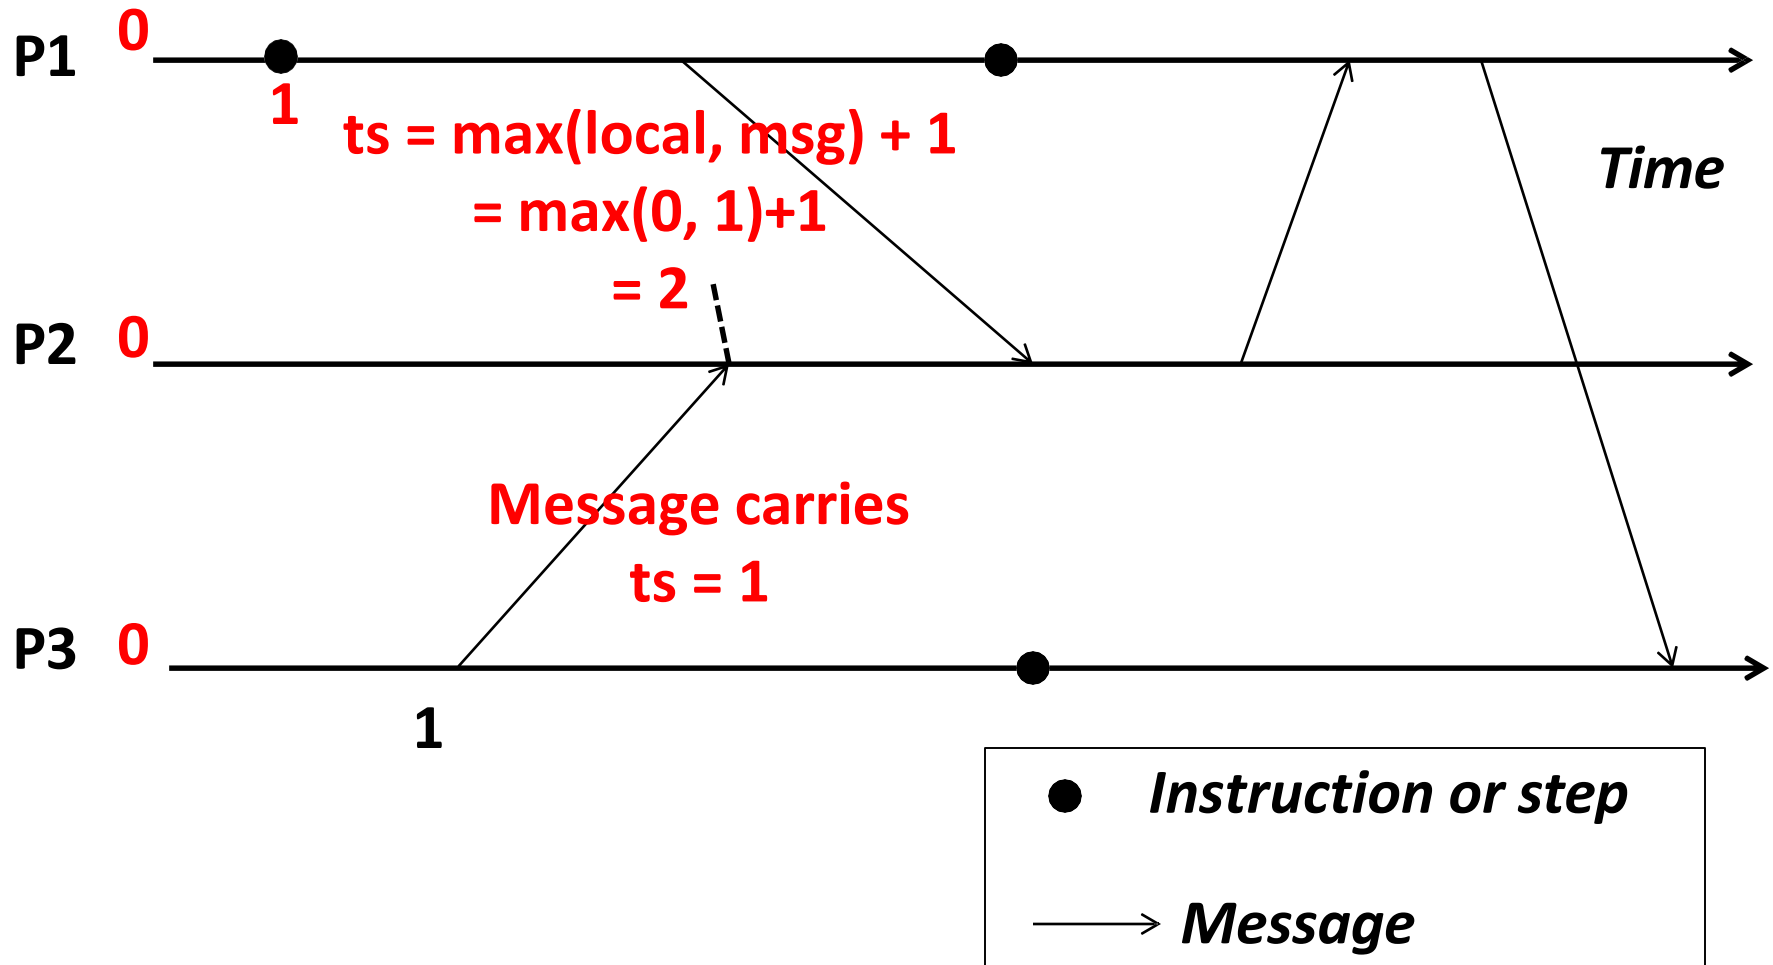 P1 0
1
ts = max(local, msg) + 1
= max(0, 1)+1
= 2
Time
P2 0
Message carries
ts = 1
P3 0
1
Instruction or step
Message